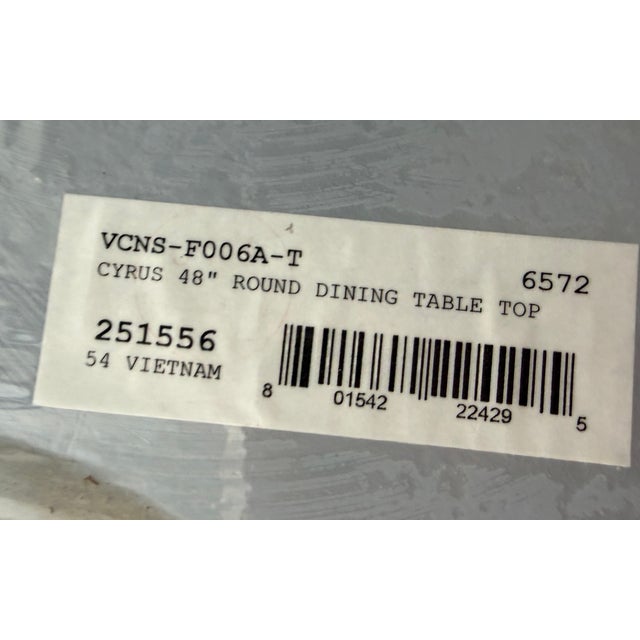 VCNS-F006A-T 6572
CYRUS 48" ROUND DINING TABLE TOP
251556
54 VIETNAM
8 01542 22429 5